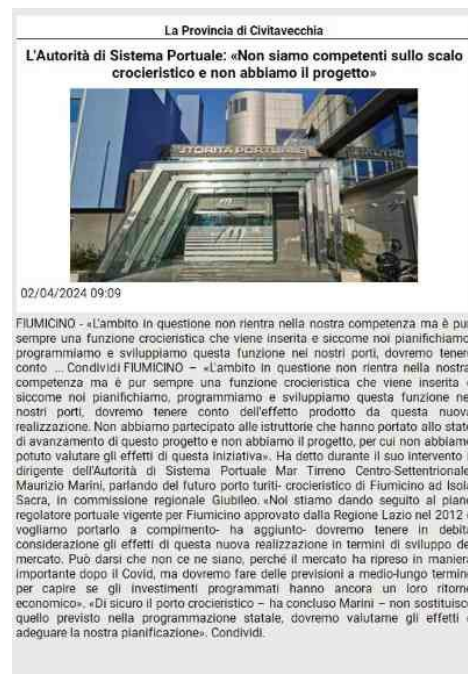 La Provincia di Civitavecchia
L'Autorità di Sistema Portuale: «Non siamo competenti sullo scalo
crocieristico e non abbiamo il progetto»
AUTORITÀ PORTUALE
02/04/2024 09:09
FIUMICINO - «L'ambito in questione non rientra nella nostra competenza ma è pur
sempre una funzione crocieristica che viene inserita e siccome noi pianifichiamo,
programmiamo e sviluppiamo questa funzione nei nostri porti, dovremo tenere
conto ... Condividi FIUMICINO – «L'ambito in questione non rientra nella nostra
competenza ma è pur sempre una funzione crocieristica che viene inserita e
siccome noi pianifichiamo, programmiamo e sviluppiamo questa funzione nei
nostri porti, dovremo tenere conto dell'effetto prodotto da questa nuova
realizzazione. Non abbiamo partecipato alle istruttorie che hanno portato allo stato
di avanzamento di questo progetto e non abbiamo il progetto, per cui non abbiamo
potuto valutare gli effetti di questa iniziativa». Ha detto durante il suo intervento il
dirigente dell'Autorità di Sistema Portuale Mar Tirreno Centro-Settentrionale,
Maurizio Marini, parlando del futuro porto turiti- crocieristico di Fiumicino ad Isola
Sacra, in commissione regionale Giubileo. «Noi stiamo dando seguito al piano
regolatore portuale vigente per Fiumicino approvato dalla Regione Lazio nel 2012 e
vogliamo portarlo a compimento- ha aggiunto- dovremo tenere in debita
considerazione gli effetti di questa nuova realizzazione in termini di sviluppo del
mercato. Può darsi che non ce ne siano, perché il mercato ha ripreso in maniera
importante dopo il Covid, ma dovremo fare delle previsioni a medio-lungo termine
per capire se gli investimenti programmati hanno ancora un loro ritorno
economico». «Di sicuro il porto crocieristico – ha concluso Marini – non sostituisce
quello previsto nella programmazione statale, dovremo valutarne gli effetti e
adeguare la nostra pianificazione». Condividi.